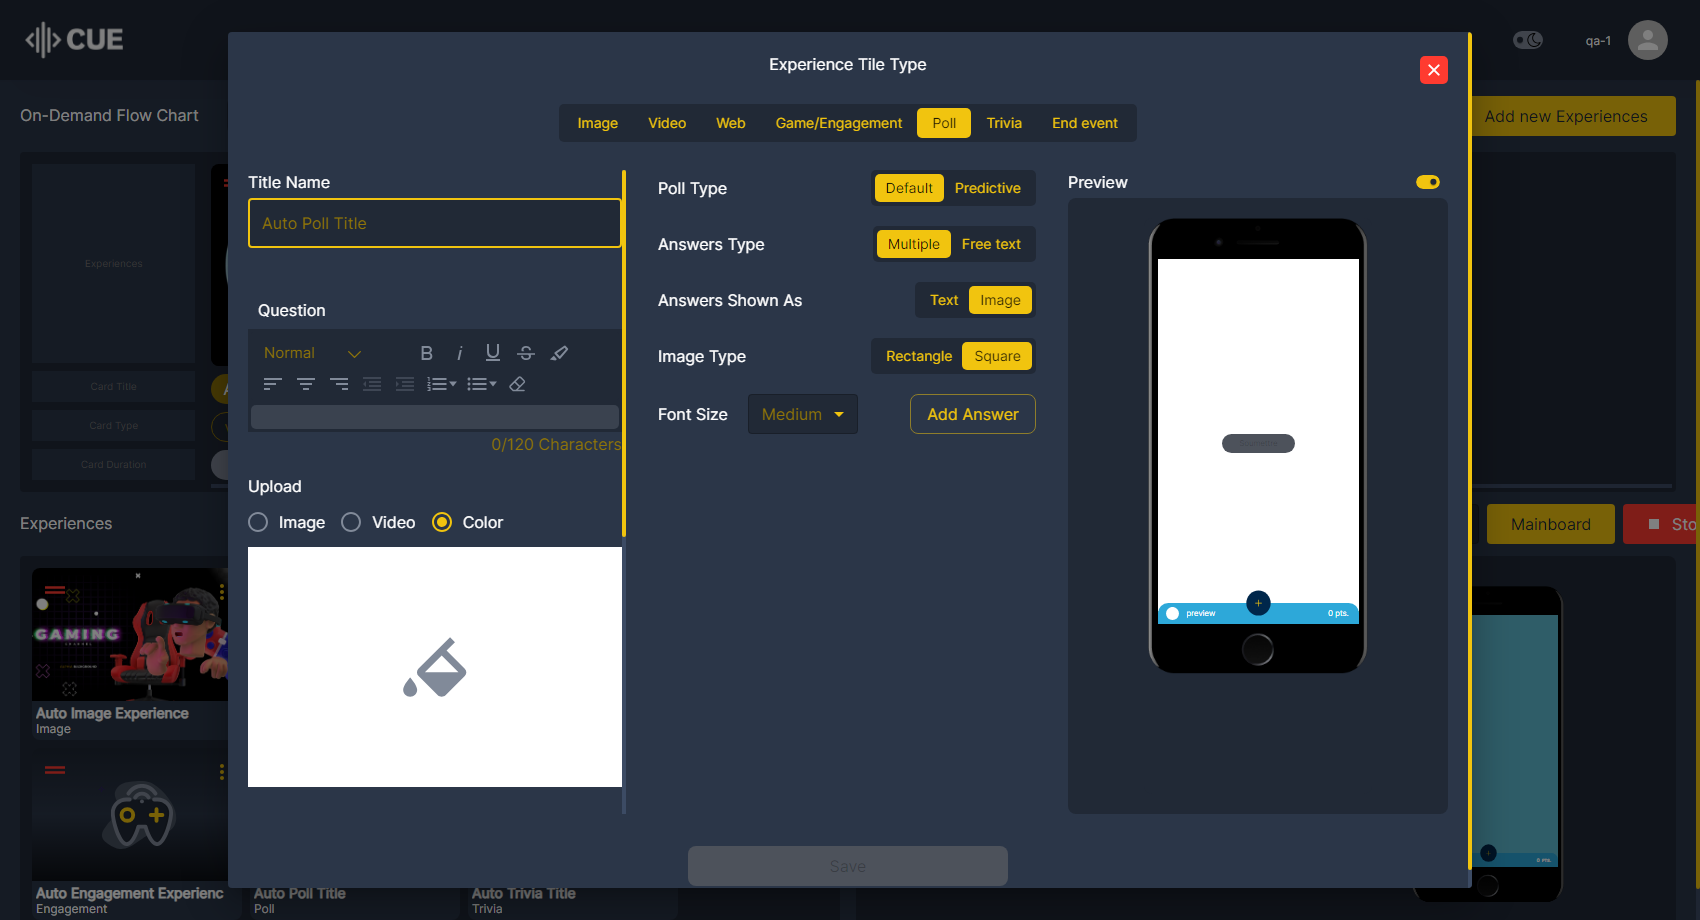 CUE
qa-1
On-Demand Flow Chart
Add new Experiences
Experiences
Card Title
Card Type
Card Duration
Experience Tile Type
Image Video Web Game/Engagement Poll Trivia End event
Title Name
Auto Poll Title
Question
Normal
B i U S
0/120 Characters
Upload
Image Video Color
Poll Type Default Predictive
Answers Type Multiple Free text
Answers Shown As Text Image
Image Type Rectangle Square
Font Size Medium Add Answer
Preview
preview 0 pts.
Save
Experiences
Mainboard
Sto
GAMING
Auto Image Experience
Image
Auto Engagement Experienc
Engagement
Auto Poll Title
Poll
Auto Trivia Title
Trivia
0 pts.